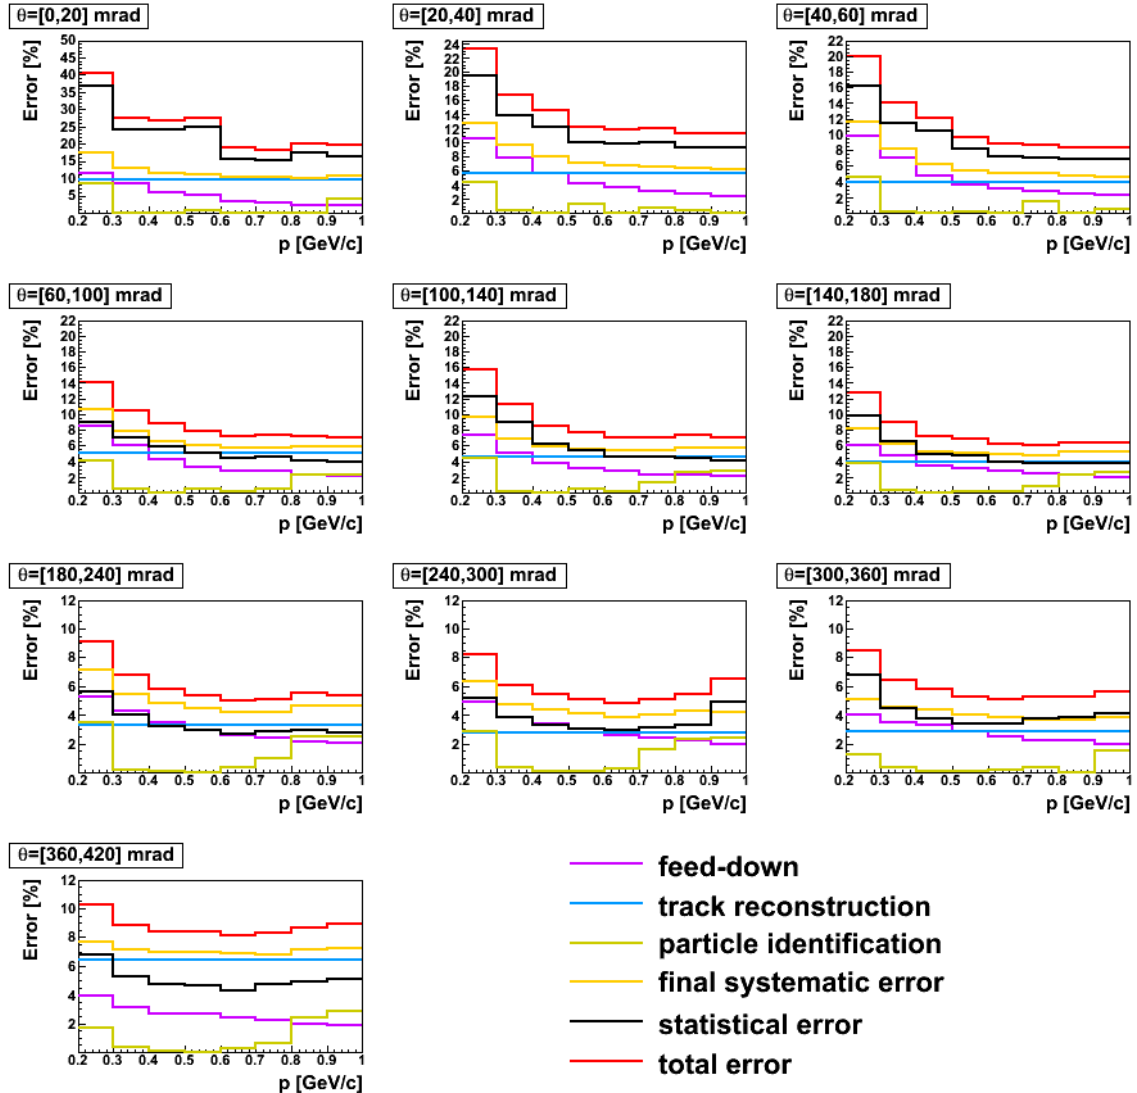 θ=[0,20] mrad
Error [%]
50
45
40
35
30
25
20
15
10
5
0.2 0.3 0.4 0.5 0.6 0.7 0.8 0.9 1
p [GeV/c]
θ=[20,40] mrad
Error [%]
24
22
20
18
16
14
12
10
8
6
4
2
0.2 0.3 0.4 0.5 0.6 0.7 0.8 0.9 1
p [GeV/c]
θ=[40,60] mrad
Error [%]
22
20
18
16
14
12
10
8
6
4
2
0.2 0.3 0.4 0.5 0.6 0.7 0.8 0.9 1
p [GeV/c]
θ=[60,100] mrad
Error [%]
22
20
18
16
14
12
10
8
6
4
2
0.2 0.3 0.4 0.5 0.6 0.7 0.8 0.9 1
p [GeV/c]
θ=[100,140] mrad
Error [%]
22
20
18
16
14
12
10
8
6
4
2
0.2 0.3 0.4 0.5 0.6 0.7 0.8 0.9 1
p [GeV/c]
θ=[140,180] mrad
Error [%]
22
20
18
16
14
12
10
8
6
4
2
0.2 0.3 0.4 0.5 0.6 0.7 0.8 0.9 1
p [GeV/c]
θ=[180,240] mrad
Error [%]
12
10
8
6
4
2
0.2 0.3 0.4 0.5 0.6 0.7 0.8 0.9 1
p [GeV/c]
θ=[240,300] mrad
Error [%]
12
10
8
6
4
2
0.2 0.3 0.4 0.5 0.6 0.7 0.8 0.9 1
p [GeV/c]
θ=[300,360] mrad
Error [%]
12
10
8
6
4
2
0.2 0.3 0.4 0.5 0.6 0.7 0.8 0.9 1
p [GeV/c]
θ=[360,420] mrad
Error [%]
12
10
8
6
4
2
0.2 0.3 0.4 0.5 0.6 0.7 0.8 0.9 1
p [GeV/c]
feed-down
track reconstruction
particle identification
final systematic error
statistical error
total error